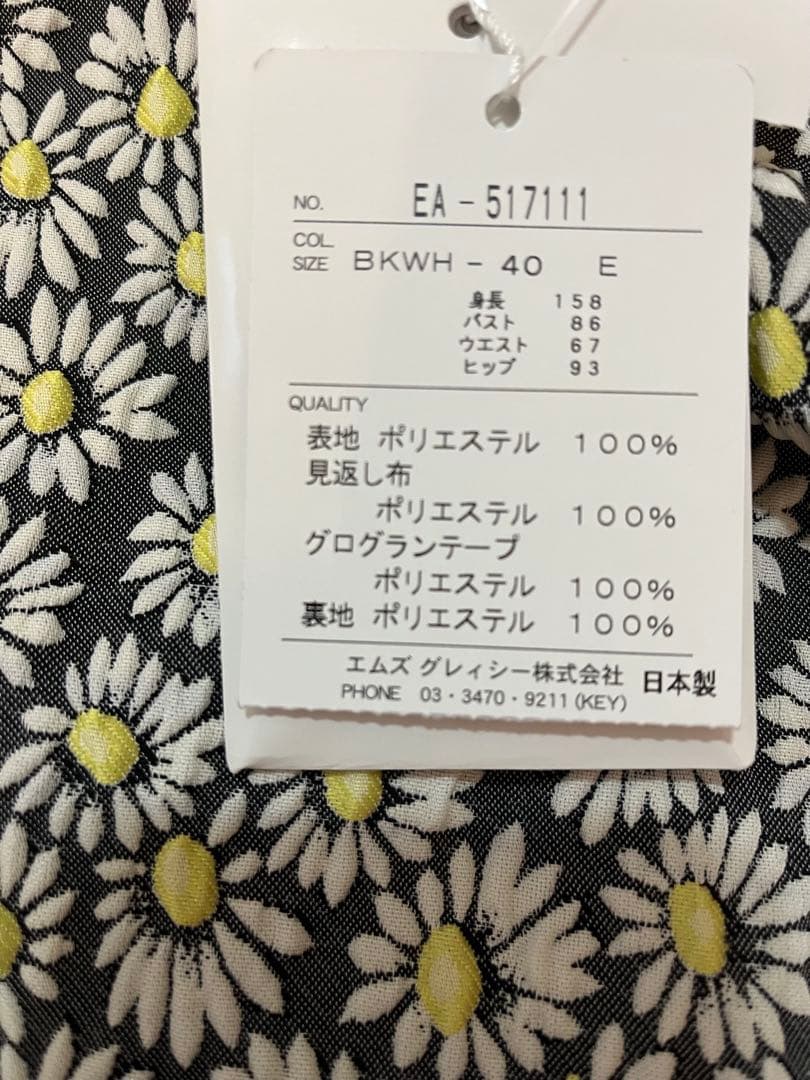 NO. EA-517111
COL.
SIZE BKWH-40 E
身長 158
バスト 86
ウエスト 67
ヒップ 93
QUALITY
表地 ポリエステル 100%
見返し布
ポリエステル 100%
グログランテープ
ポリエステル 100%
裏地 ポリエステル 100%
エムズ グレィシー株式会社 日本製
PHONE 03・3470・9211(KEY)